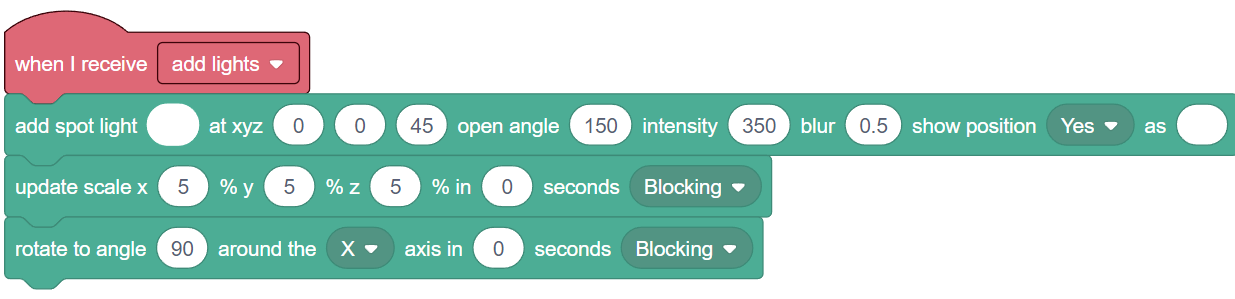 when I receive add lights
add spot light at xyz 0 0 45 open angle 150 intensity 350 blur 0.5 show position Yes as
update scale x 5 % y 5 % z 5 % in 0 seconds Blocking
rotate to angle 90 around the X axis in 0 seconds Blocking